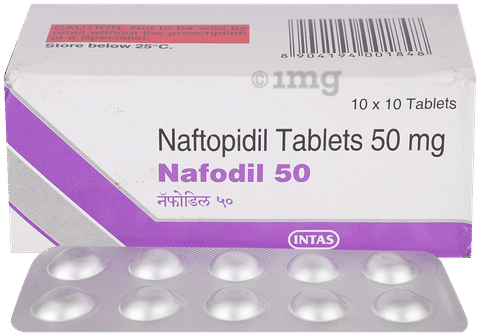 CAUTION: Not to be sold by
retail without the prescription
of a Specialist.
Store below 25°C.
8 904194 001848
©1mg
10 x 10 Tablets
Naftopidil Tablets 50 mg
Nafodil 50
नॅफोडिल ५०
INTAS